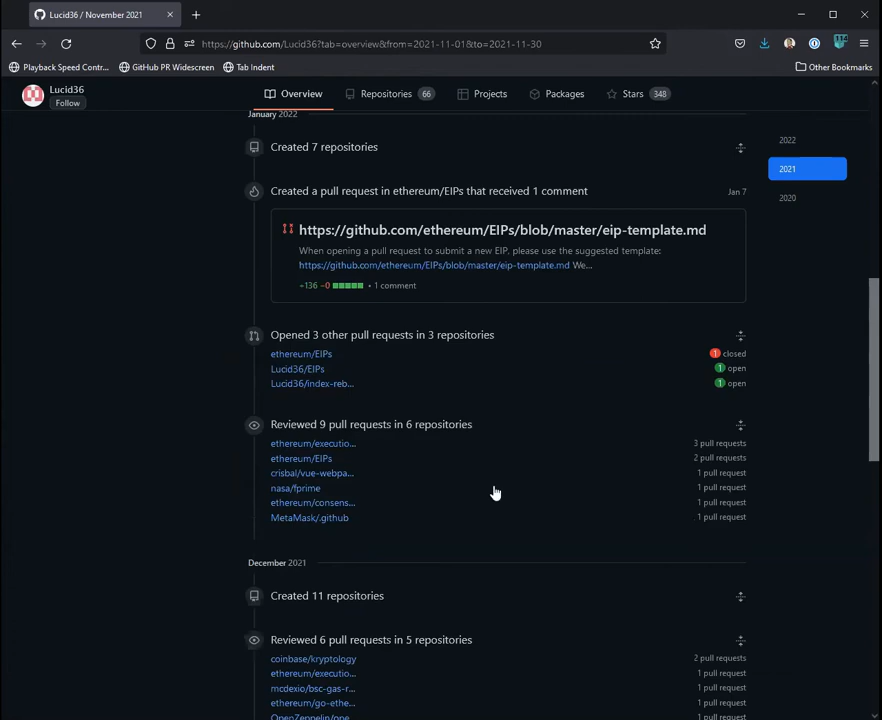 Lucid36 / November 2021
https://github.com/Lucid36?tab=overview&from=2021-11-01&to=2021-11-30
Playback Speed Contr... GitHub PR Widescreen Tab Indent Other Bookmarks
Lucid36
Follow
Overview Repositories 66 Projects Packages Stars 348
January 2022
2022
2021
2020
Created 7 repositories
Created a pull request in ethereum/EIPs that received 1 comment Jan 7
https://github.com/ethereum/EIPs/blob/master/eip-template.md
When opening a pull request to submit a new EIP, please use the suggested template:
https://github.com/ethereum/EIPs/blob/master/eip-template.md We...
+136 −0 • 1 comment
Opened 3 other pull requests in 3 repositories
ethereum/EIPs 1 closed
Lucid36/EIPs 1 open
Lucid36/index-reb... 1 open
Reviewed 9 pull requests in 6 repositories
ethereum/executio... 3 pull requests
ethereum/EIPs 2 pull requests
crisbal/vue-webpa... 1 pull request
nasa/fprime 1 pull request
ethereum/consens... 1 pull request
MetaMask/.github 1 pull request
December 2021
Created 11 repositories
Reviewed 6 pull requests in 5 repositories
coinbase/kryptology 2 pull requests
ethereum/executio... 1 pull request
mcdexio/bsc-gas-r... 1 pull request
ethereum/go-ethe... 1 pull request
OpenZeppelin/ope... 1 pull request